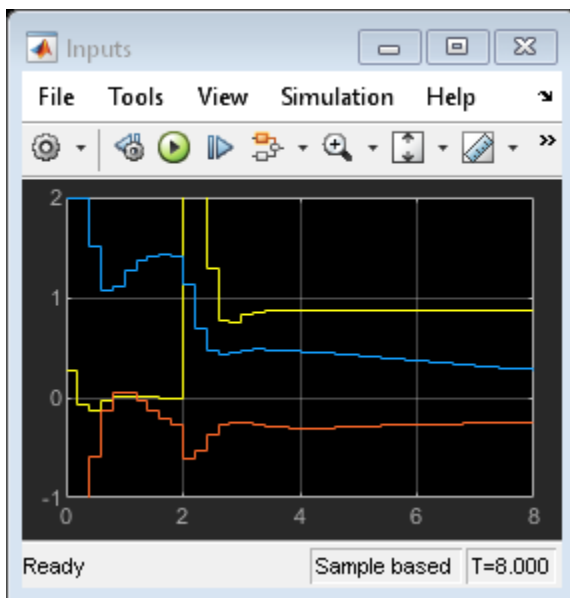 Inputs
File Tools View Simulation Help
2
1
0
-1
0 2 4 6 8
Ready Sample based T=8.000